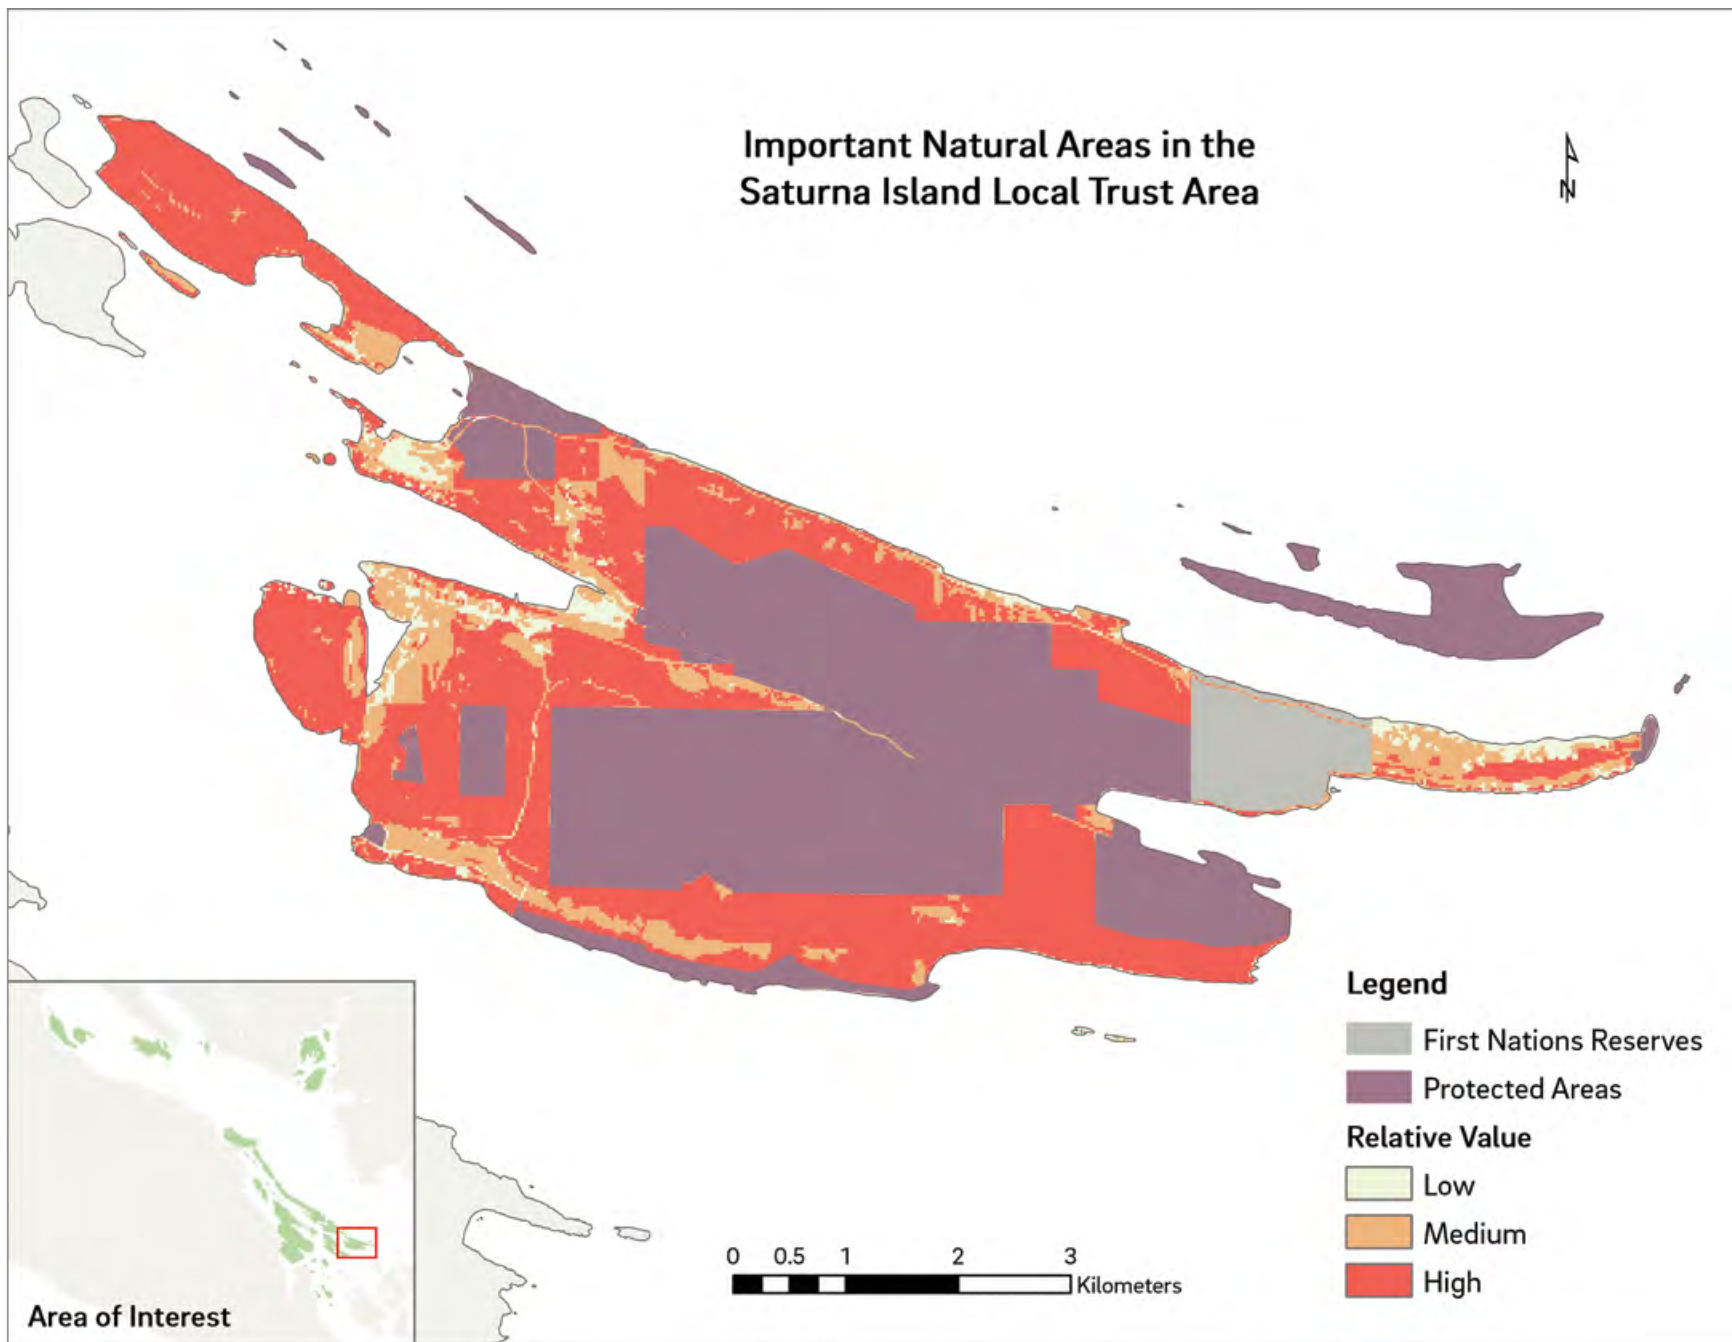 Important Natural Areas in the
Saturna Island Local Trust Area
N
Legend
First Nations Reserves
Protected Areas
Relative Value
Low
Medium
High
0 0.5 1 2 3
Kilometers
Area of Interest